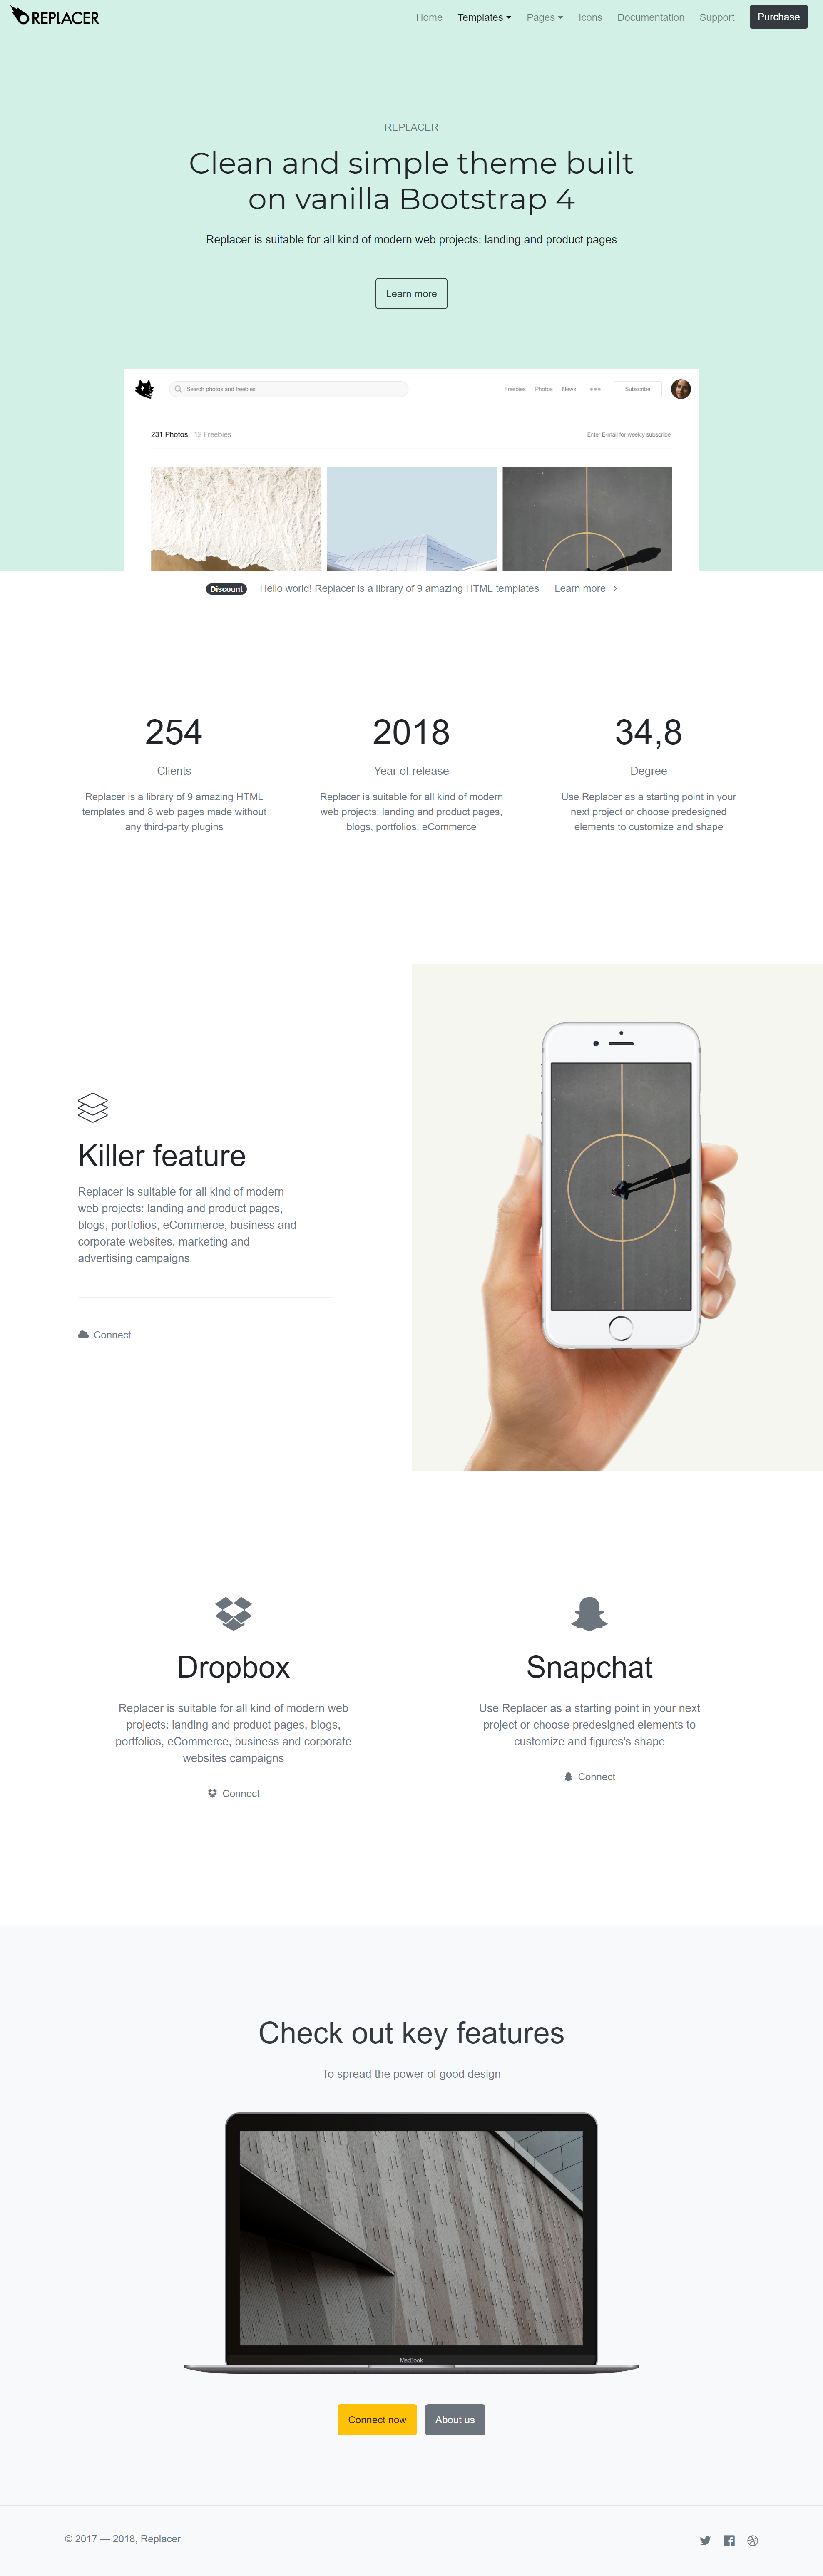 REPLACER
Home Templates Pages Icons Documentation Support Purchase
REPLACER
Clean and simple theme built
on vanilla Bootstrap 4
Replacer is suitable for all kind of modern web projects: landing and product pages
Learn more
Search photos and freebies
Freebies Photos News Subscribe
231 Photos 12 Freebies
Enter E-mail for weekly subscribe
Discount Hello world! Replacer is a library of 9 amazing HTML templates Learn more
254
Clients
Replacer is a library of 9 amazing HTML
templates and 8 web pages made without
any third-party plugins
2018
Year of release
Replacer is suitable for all kind of modern
web projects: landing and product pages,
blogs, portfolios, eCommerce
34,8
Degree
Use Replacer as a starting point in your
next project or choose predesigned
elements to customize and shape
Killer feature
Replacer is suitable for all kind of modern
web projects: landing and product pages,
blogs, portfolios, eCommerce, business and
corporate websites, marketing and
advertising campaigns
Connect
Dropbox
Replacer is suitable for all kind of modern web
projects: landing and product pages, blogs,
portfolios, eCommerce, business and corporate
websites campaigns
Connect
Snapchat
Use Replacer as a starting point in your next
project or choose predesigned elements to
customize and figures's shape
Connect
Check out key features
To spread the power of good design
MacBook
Connect now
About us
© 2017 — 2018, Replacer